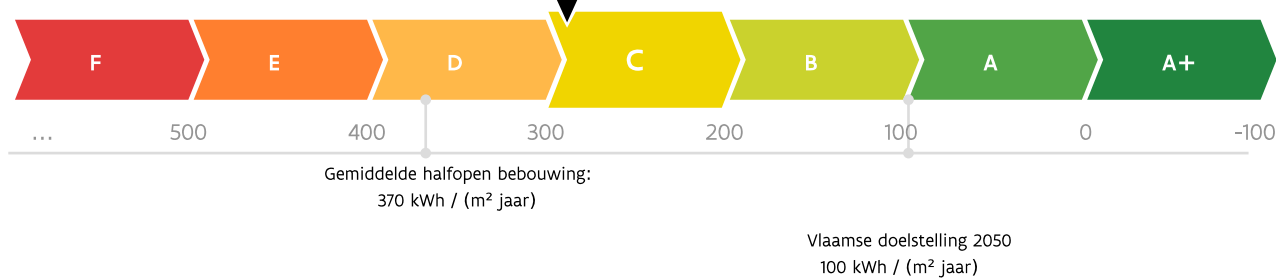 F E D C B A A+
... 500 400 300 200 100 0 -100
Gemiddelde halfopen bebouwing:
370 kWh / (m² jaar)
Vlaamse doelstelling 2050
100 kWh / (m² jaar)